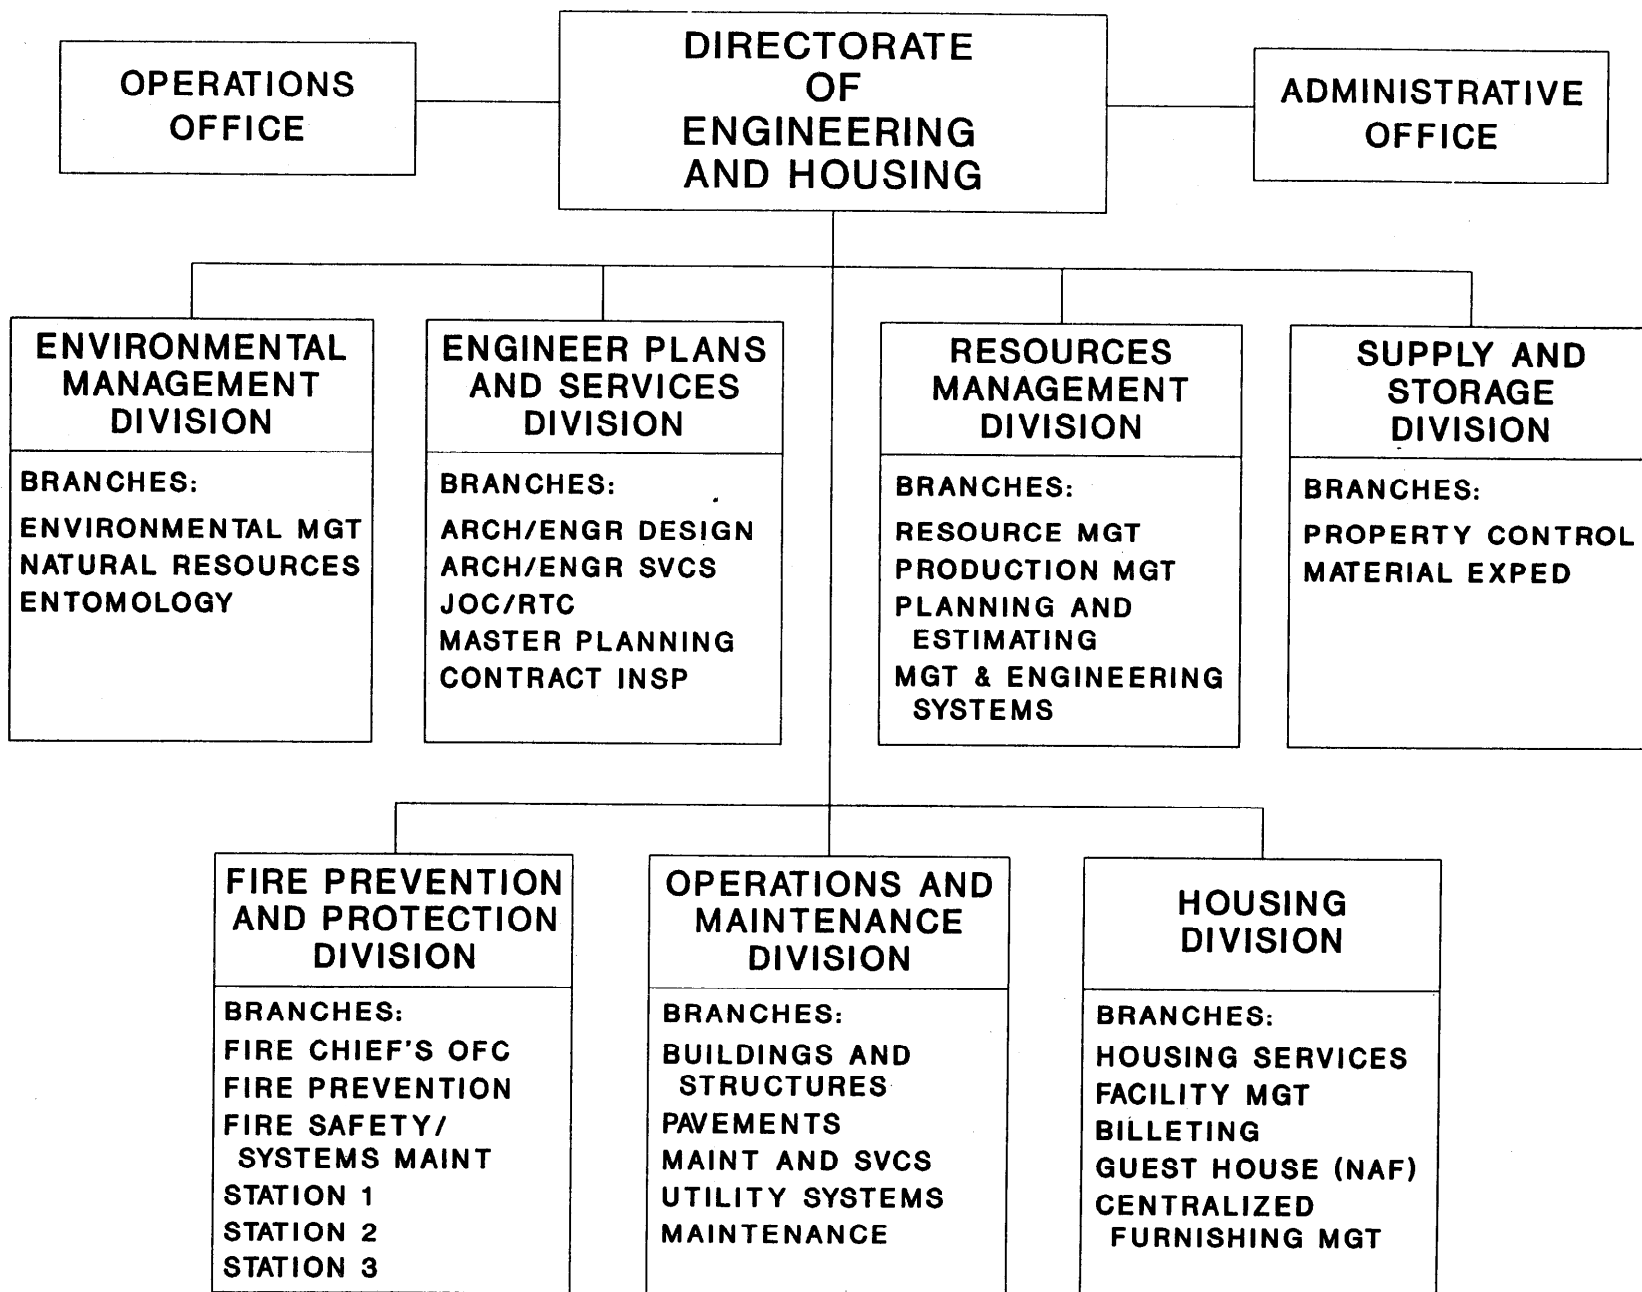 OPERATIONS
OFFICE
DIRECTORATE
OF
ENGINEERING
AND HOUSING
ADMINISTRATIVE
OFFICE
ENVIRONMENTAL
MANAGEMENT
DIVISION
BRANCHES:
ENVIRONMENTAL MGT
NATURAL RESOURCES
ENTOMOLOGY
ENGINEER PLANS
AND SERVICES
DIVISION
BRANCHES:
ARCH/ENGR DESIGN
ARCH/ENGR SVCS
JOC/RTC
MASTER PLANNING
CONTRACT INSP
RESOURCES
MANAGEMENT
DIVISION
BRANCHES:
RESOURCE MGT
PRODUCTION MGT
PLANNING AND
ESTIMATING
MGT & ENGINEERING
SYSTEMS
SUPPLY AND
STORAGE
DIVISION
BRANCHES:
PROPERTY CONTROL
MATERIAL EXPED
FIRE PREVENTION
AND PROTECTION
DIVISION
BRANCHES:
FIRE CHIEF'S OFC
FIRE PREVENTION
FIRE SAFETY/
SYSTEMS MAINT
STATION 1
STATION 2
STATION 3
OPERATIONS AND
MAINTENANCE
DIVISION
BRANCHES:
BUILDINGS AND
STRUCTURES
PAVEMENTS
MAINT AND SVCS
UTILITY SYSTEMS
MAINTENANCE
HOUSING
DIVISION
BRANCHES:
HOUSING SERVICES
FACILITY MGT
BILLETING
GUEST HOUSE (NAF)
CENTRALIZED
FURNISHING MGT